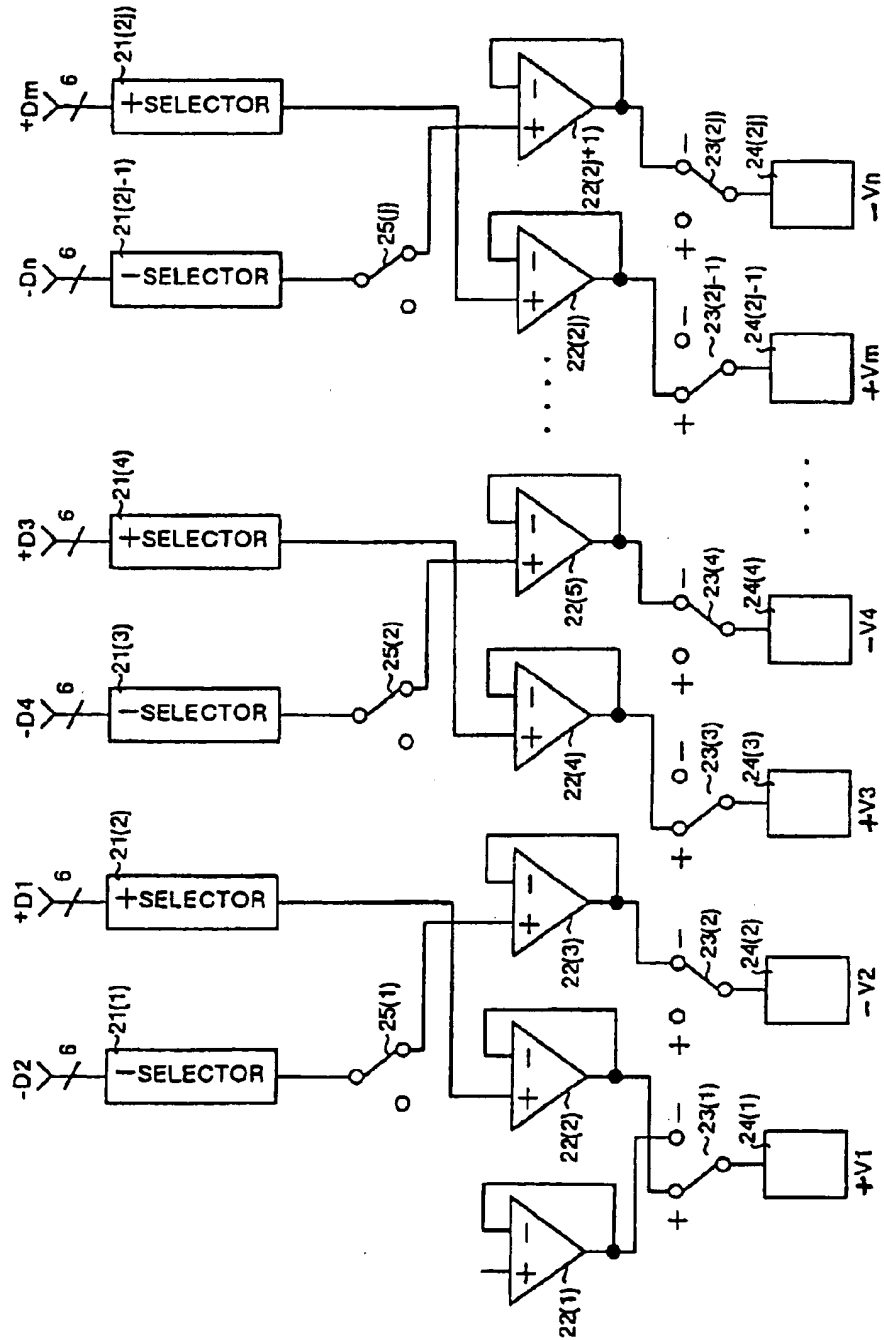 -D2 6 +D1 6 -D4 6 +D3 6 -Dn 6 +Dm 6
21(1) 21(2) 21(3) 21(4) 21(2j-1) 21(2j)
−SELECTOR +SELECTOR −SELECTOR +SELECTOR −SELECTOR +SELECTOR
25(1) 25(2) 25(j)
+ − + − + − + − + − + − + −
22(1) 22(2) 22(3) 22(4) 22(5) 22(2j) 22(2j+1)
. . . .
+ − + − + − + − + − + −
23(1) 23(2) 23(3) 23(4) 23(2j-1) 23(2j)
24(1) 24(2) 24(3) 24(4) 24(2j-1) 24(2j)
. . . .
+V1 −V2 +V3 −V4 +Vm −Vn